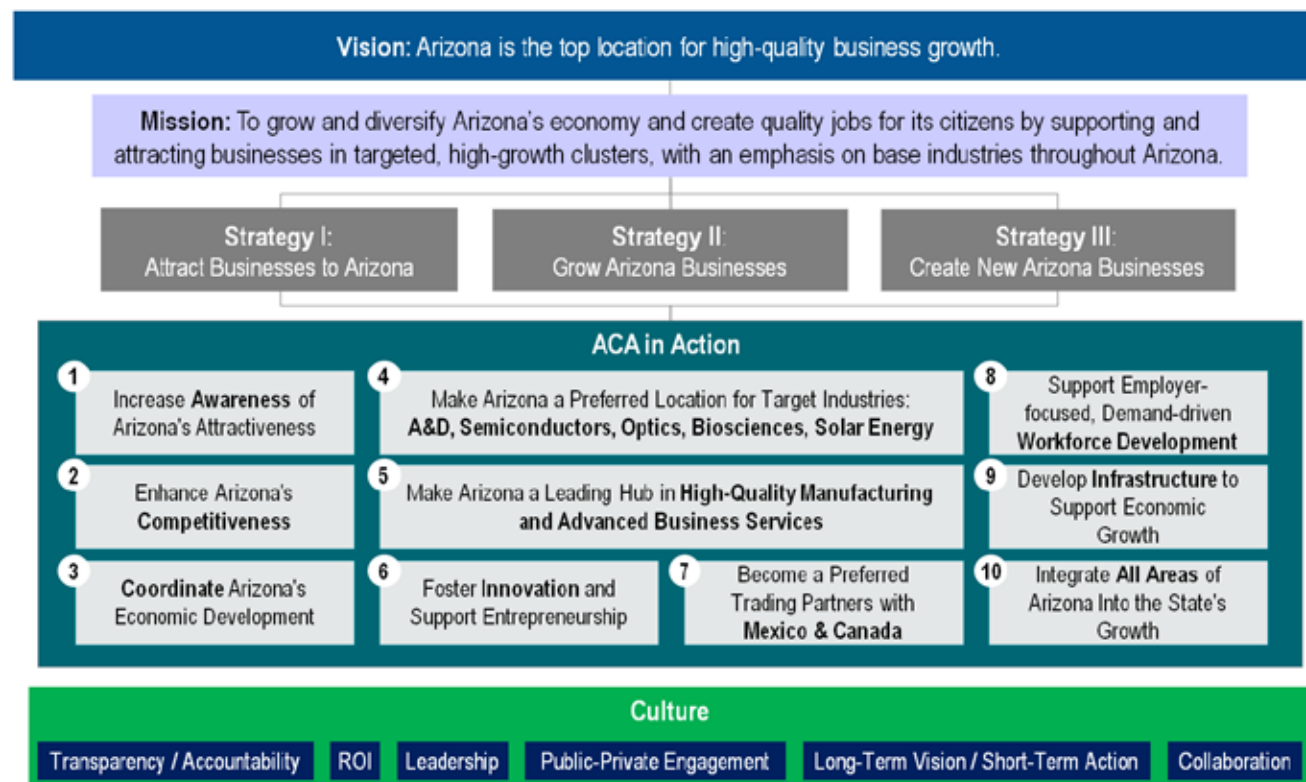 Vision: Arizona is the top location for high-quality business growth.
Mission: To grow and diversify Arizona's economy and create quality jobs for its citizens by supporting and
attracting businesses in targeted, high-growth clusters, with an emphasis on base industries throughout Arizona.
Strategy I:
Attract Businesses to Arizona
Strategy II:
Grow Arizona Businesses
Strategy III:
Create New Arizona Businesses
ACA in Action
1
Increase Awareness of
Arizona's Attractiveness
2
Enhance Arizona's
Competitiveness
3
Coordinate Arizona's
Economic Development
4
Make Arizona a Preferred Location for Target Industries:
A&D, Semiconductors, Optics, Biosciences, Solar Energy
5
Make Arizona a Leading Hub in High-Quality Manufacturing
and Advanced Business Services
6
Foster Innovation and
Support Entrepreneurship
7
Become a Preferred
Trading Partners with
Mexico & Canada
8
Support Employer-
focused, Demand-driven
Workforce Development
9
Develop Infrastructure to
Support Economic
Growth
10
Integrate All Areas of
Arizona Into the State's
Growth
Culture
Transparency / Accountability
ROI
Leadership
Public-Private Engagement
Long-Term Vision / Short-Term Action
Collaboration